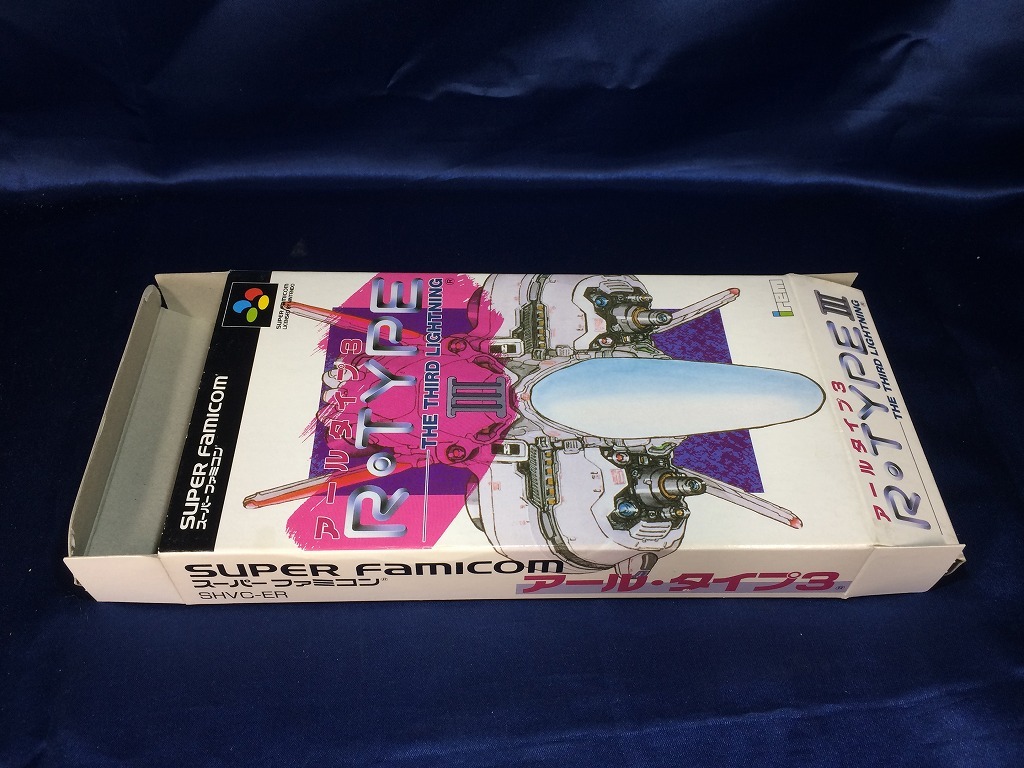 SUPER FAMICOM
スーパーファミコン
SUPER FAMICOM
アールタイプ3
R・TYPE
THE THIRD LIGHTNING®
III
irem
アールタイプ3
R・TYPE III
THE THIRD LIGHTNING
SUPER FAMICOM
スーパーファミコン®
SHVC-ER
アール・タイプ3®